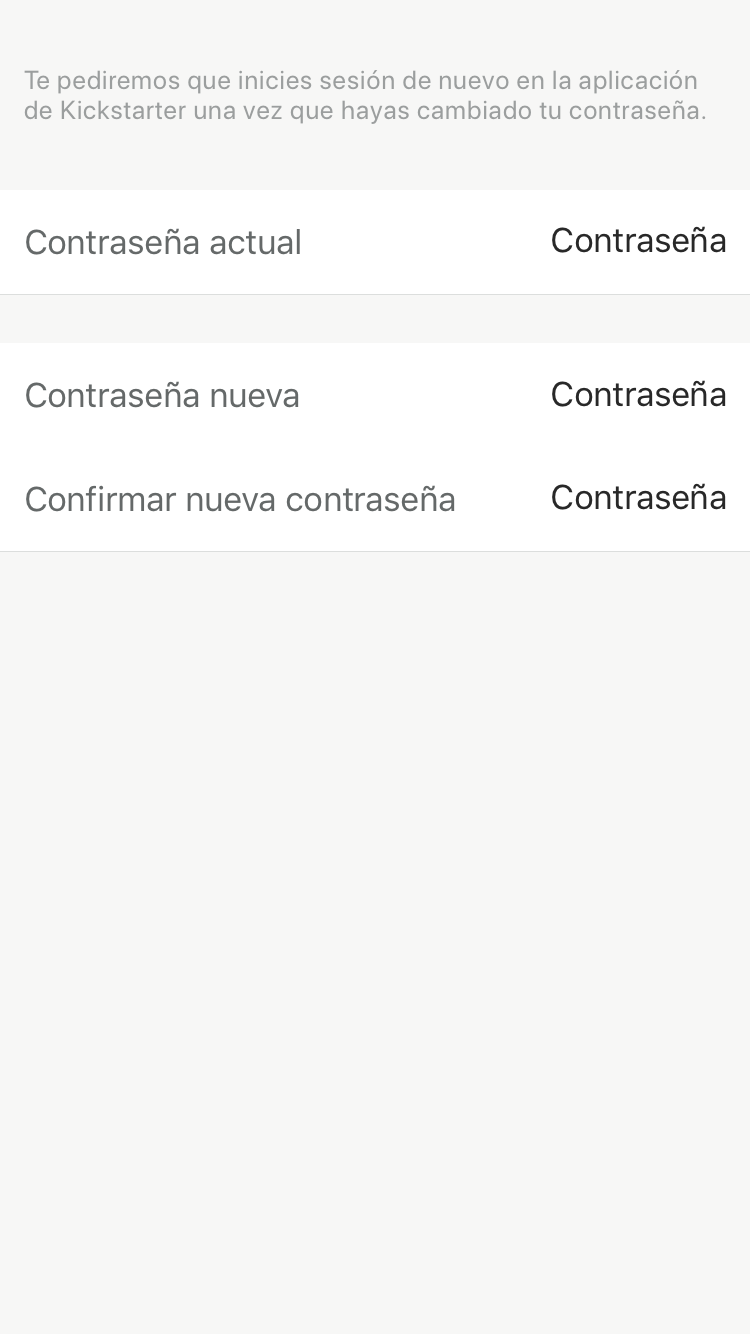 Te pediremos que inicies sesión de nuevo en la aplicación
de Kickstarter una vez que hayas cambiado tu contraseña.
Contraseña actual Contraseña
Contraseña nueva Contraseña
Confirmar nueva contraseña Contraseña